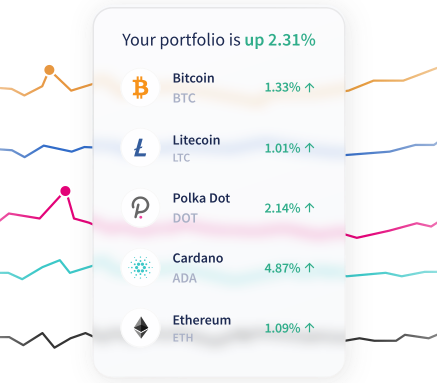 Your portfolio is up 2.31%
Bitcoin
BTC
1.33% ↑
Litecoin
LTC
1.01% ↑
Polka Dot
DOT
2.14% ↑
Cardano
ADA
4.87% ↑
Ethereum
ETH
1.09% ↑